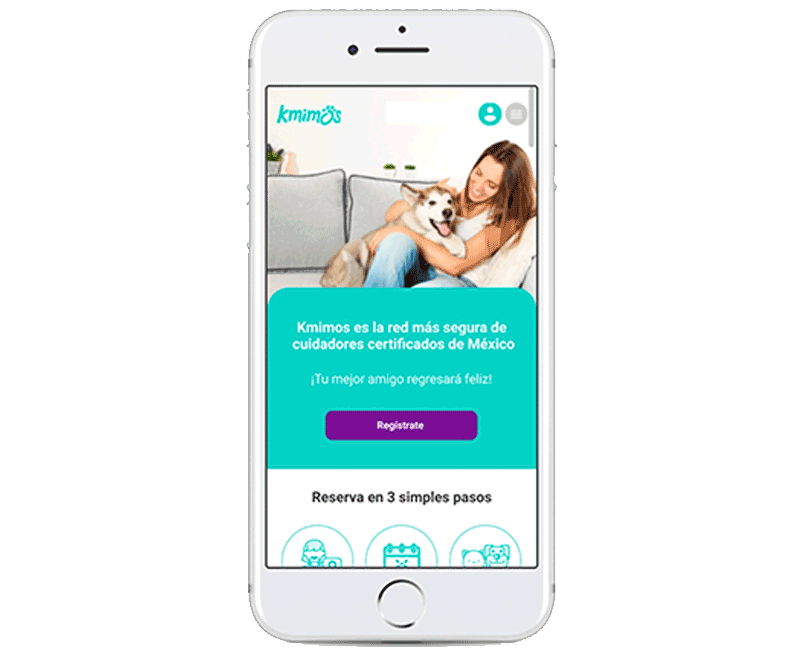 kmimos
Kmimos es la red más segura de
cuidadores certificados de México
¡Tu mejor amigo regresará feliz!
Regístrate
Reserva en 3 simples pasos